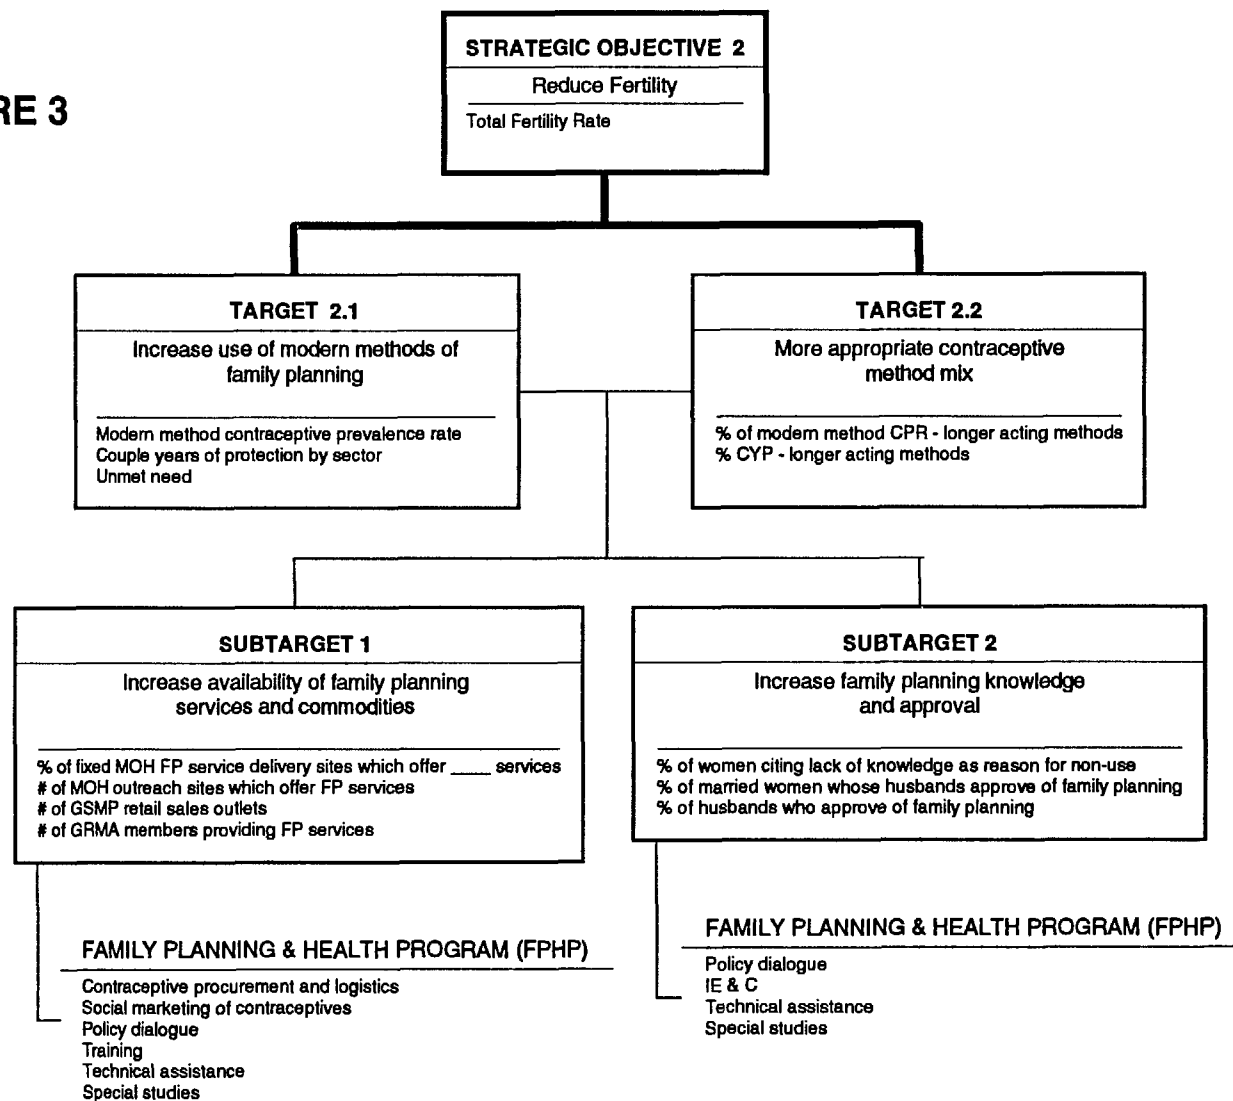 STRATEGIC OBJECTIVE 2
Reduce Fertility
Total Fertility Rate
RE 3
TARGET 2.1
Increase use of modern methods of
family planning
Modern method contraceptive prevalence rate
Couple years of protection by sector
Unmet need
TARGET 2.2
More appropriate contraceptive
method mix
% of modern method CPR - longer acting methods
% CYP - longer acting methods
SUBTARGET 1
Increase availability of family planning
services and commodities
% of fixed MOH FP service delivery sites which offer ____ services
# of MOH outreach sites which offer FP services
# of GSMP retail sales outlets
# of GRMA members providing FP services
SUBTARGET 2
Increase family planning knowledge
and approval
% of women citing lack of knowledge as reason for non-use
% of married women whose husbands approve of family planning
% of husbands who approve of family planning
FAMILY PLANNING & HEALTH PROGRAM (FPHP)
Contraceptive procurement and logistics
Social marketing of contraceptives
Policy dialogue
Training
Technical assistance
Special studies
FAMILY PLANNING & HEALTH PROGRAM (FPHP)
Policy dialogue
IE & C
Technical assistance
Special studies